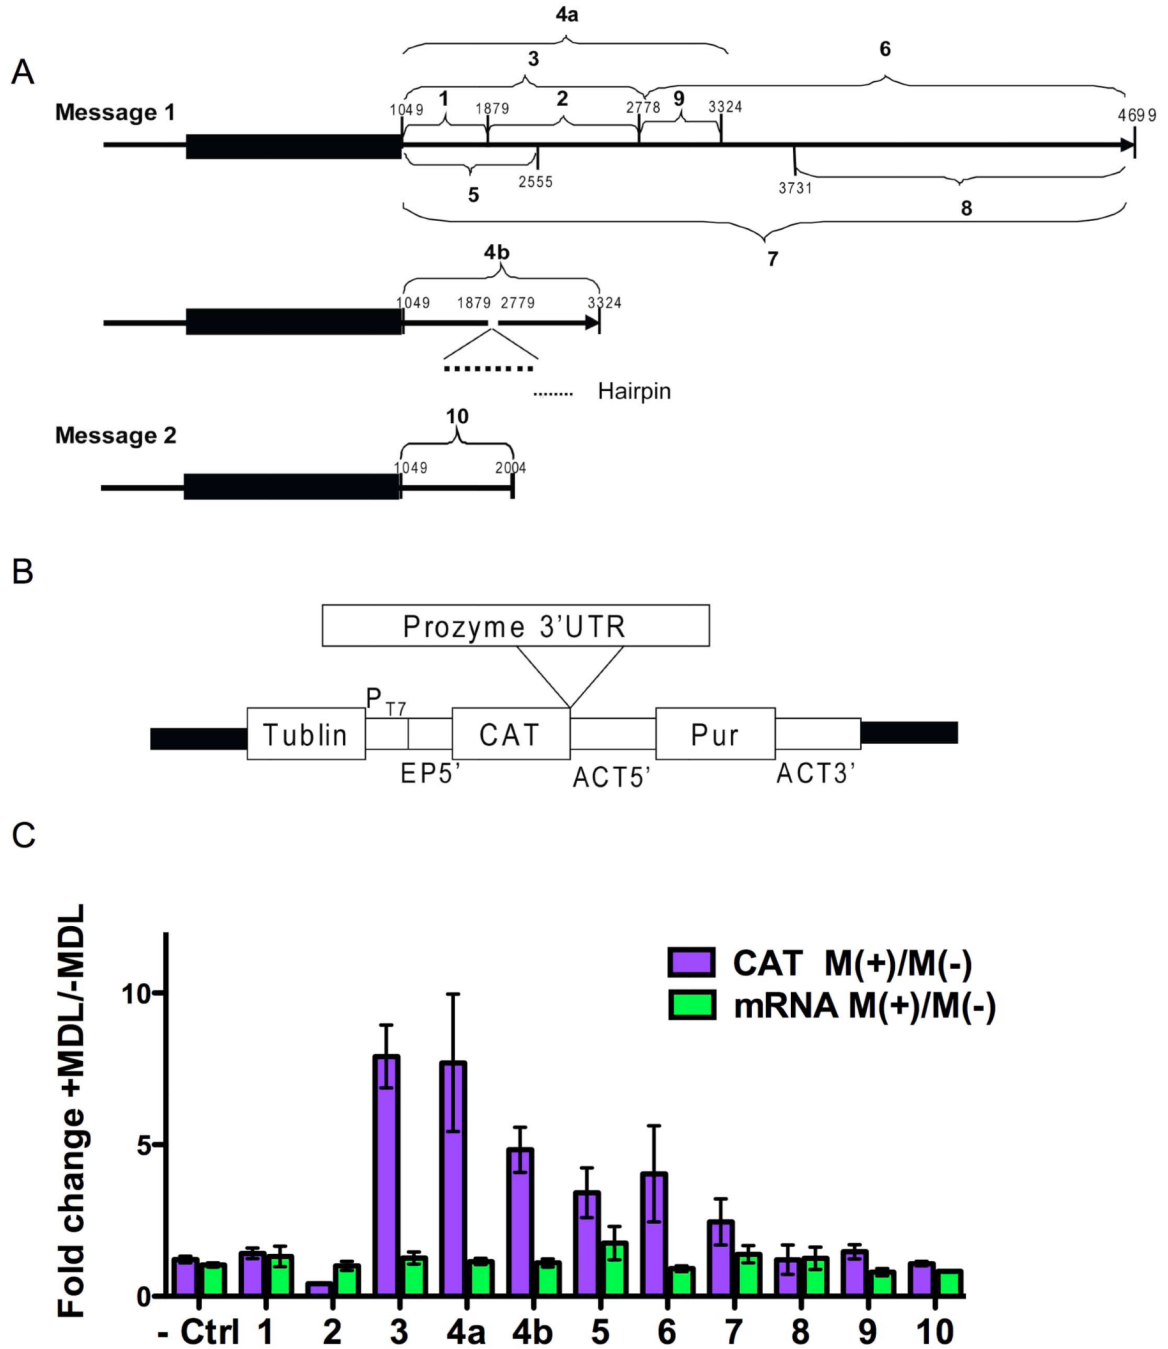 A
4a
3
6
Message 1
1049
1
1879
2
2778
9
3324
4699
5
2555
3731
8
7
4b
1049
1879
2779
3324
Hairpin
Message 2
10
1049
2004
B
Prozyme 3'UTR
P T7
Tublin
CAT
Pur
EP5'
ACT5'
ACT3'
C
Fold change +MDL/-MDL
CAT M(+)/M(-)
mRNA M(+)/M(-)
10
5
0
- Ctrl 1 2 3 4a 4b 5 6 7 8 9 10